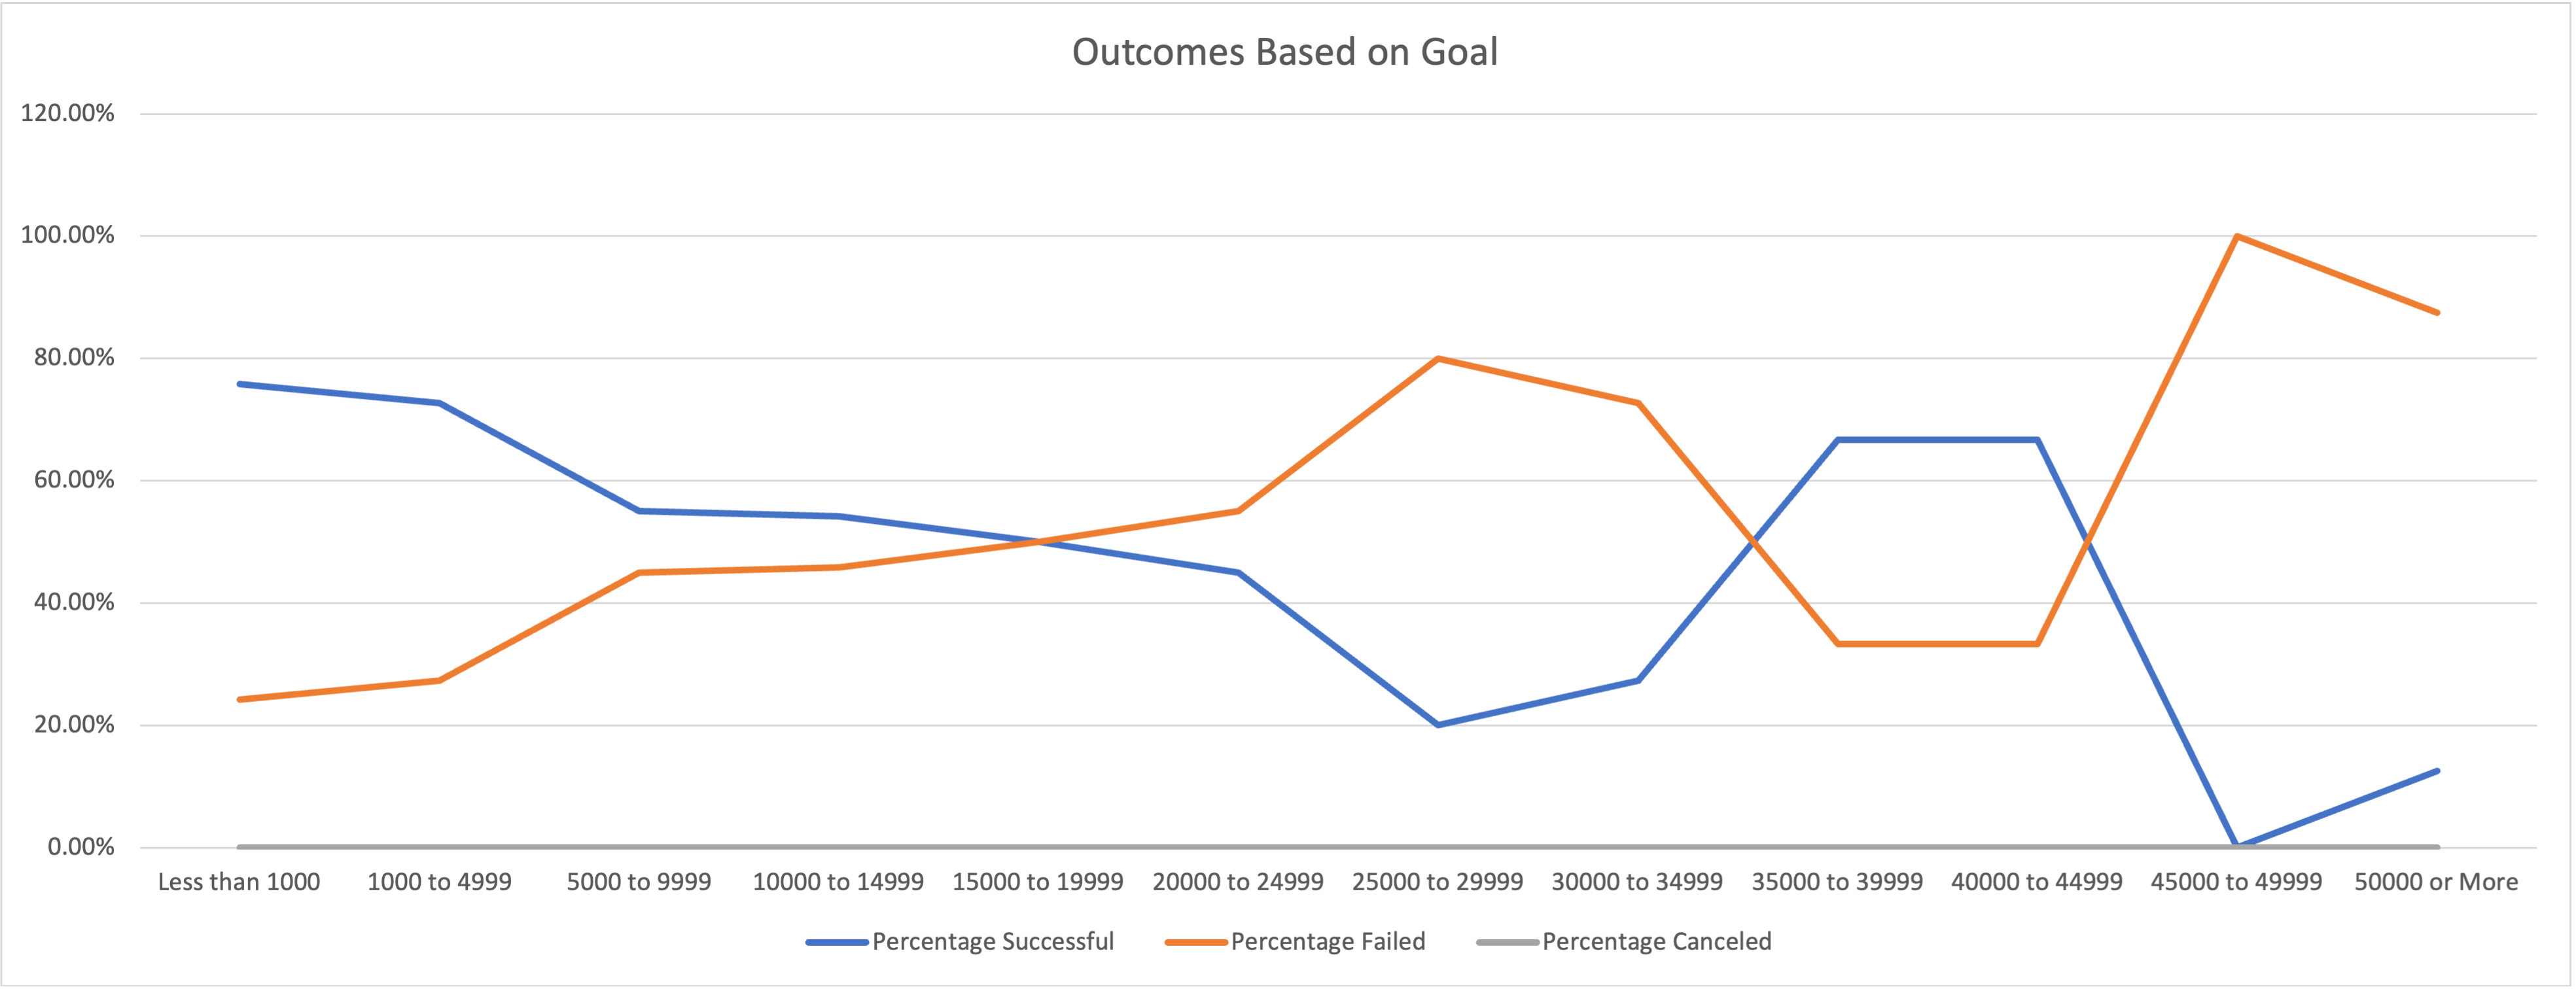 Outcomes Based on Goal
120.00%
100.00%
80.00%
60.00%
40.00%
20.00%
0.00%
Less than 1000 1000 to 4999 5000 to 9999 10000 to 14999 15000 to 19999 20000 to 24999 25000 to 29999 30000 to 34999 35000 to 39999 40000 to 44999 45000 to 49999 50000 or More
Percentage Successful Percentage Failed Percentage Canceled